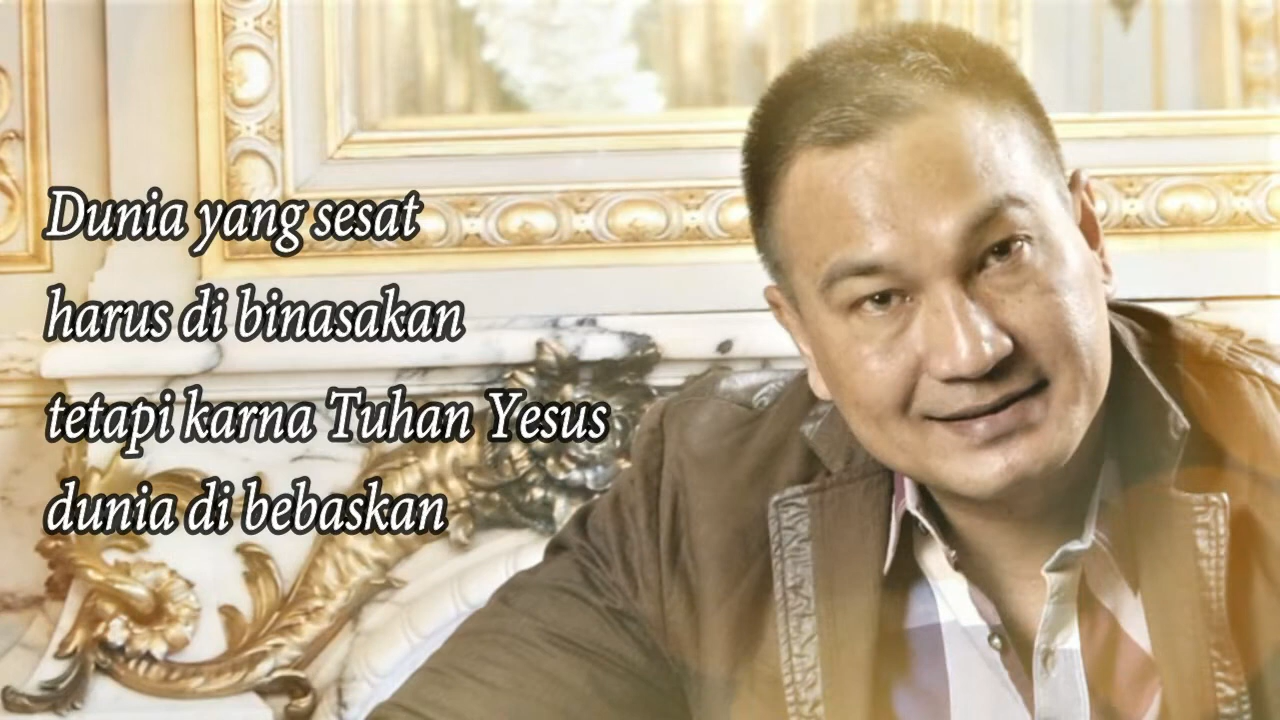 Dunia yang sesat
harus di binasakan
tetapi karna Tuhan Yesus
dunia di bebaskan